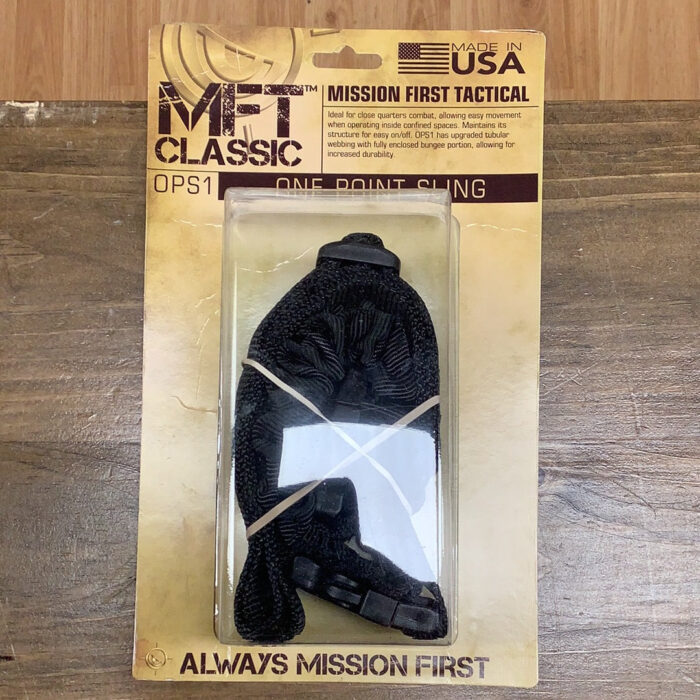 MADE IN
USA
MFT™
CLASSIC
MISSION FIRST TACTICAL
Ideal for close quarters combat, allowing easy movement
when operating inside confined spaces. Maintains its
structure for easy on/off. OPS1 has upgraded tubular
webbing with fully enclosed bungee portion, allowing for
increased durability.
OPS1 ONE POINT SLING
ALWAYS MISSION FIRST